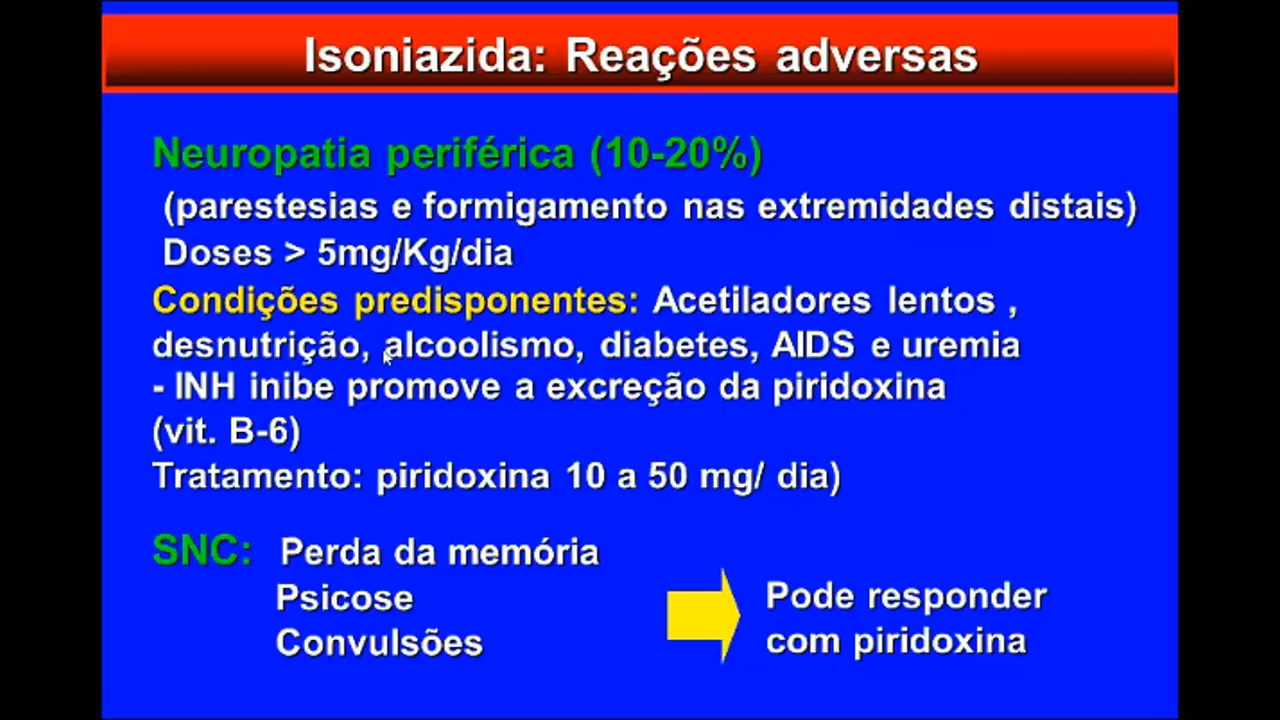 Isoniazida: Reações adversas
Neuropatia periférica (10-20%)
(parestesias e formigamento nas extremidades distais)
Doses > 5mg/Kg/dia
Condições predisponentes: Acetiladores lentos ,
desnutrição, alcoolismo, diabetes, AIDS e uremia
- INH inibe promove a excreção da piridoxina
(vit. B-6)
Tratamento: piridoxina 10 a 50 mg/ dia)
SNC: Perda da memória
Psicose
Convulsões
Pode responder
com piridoxina